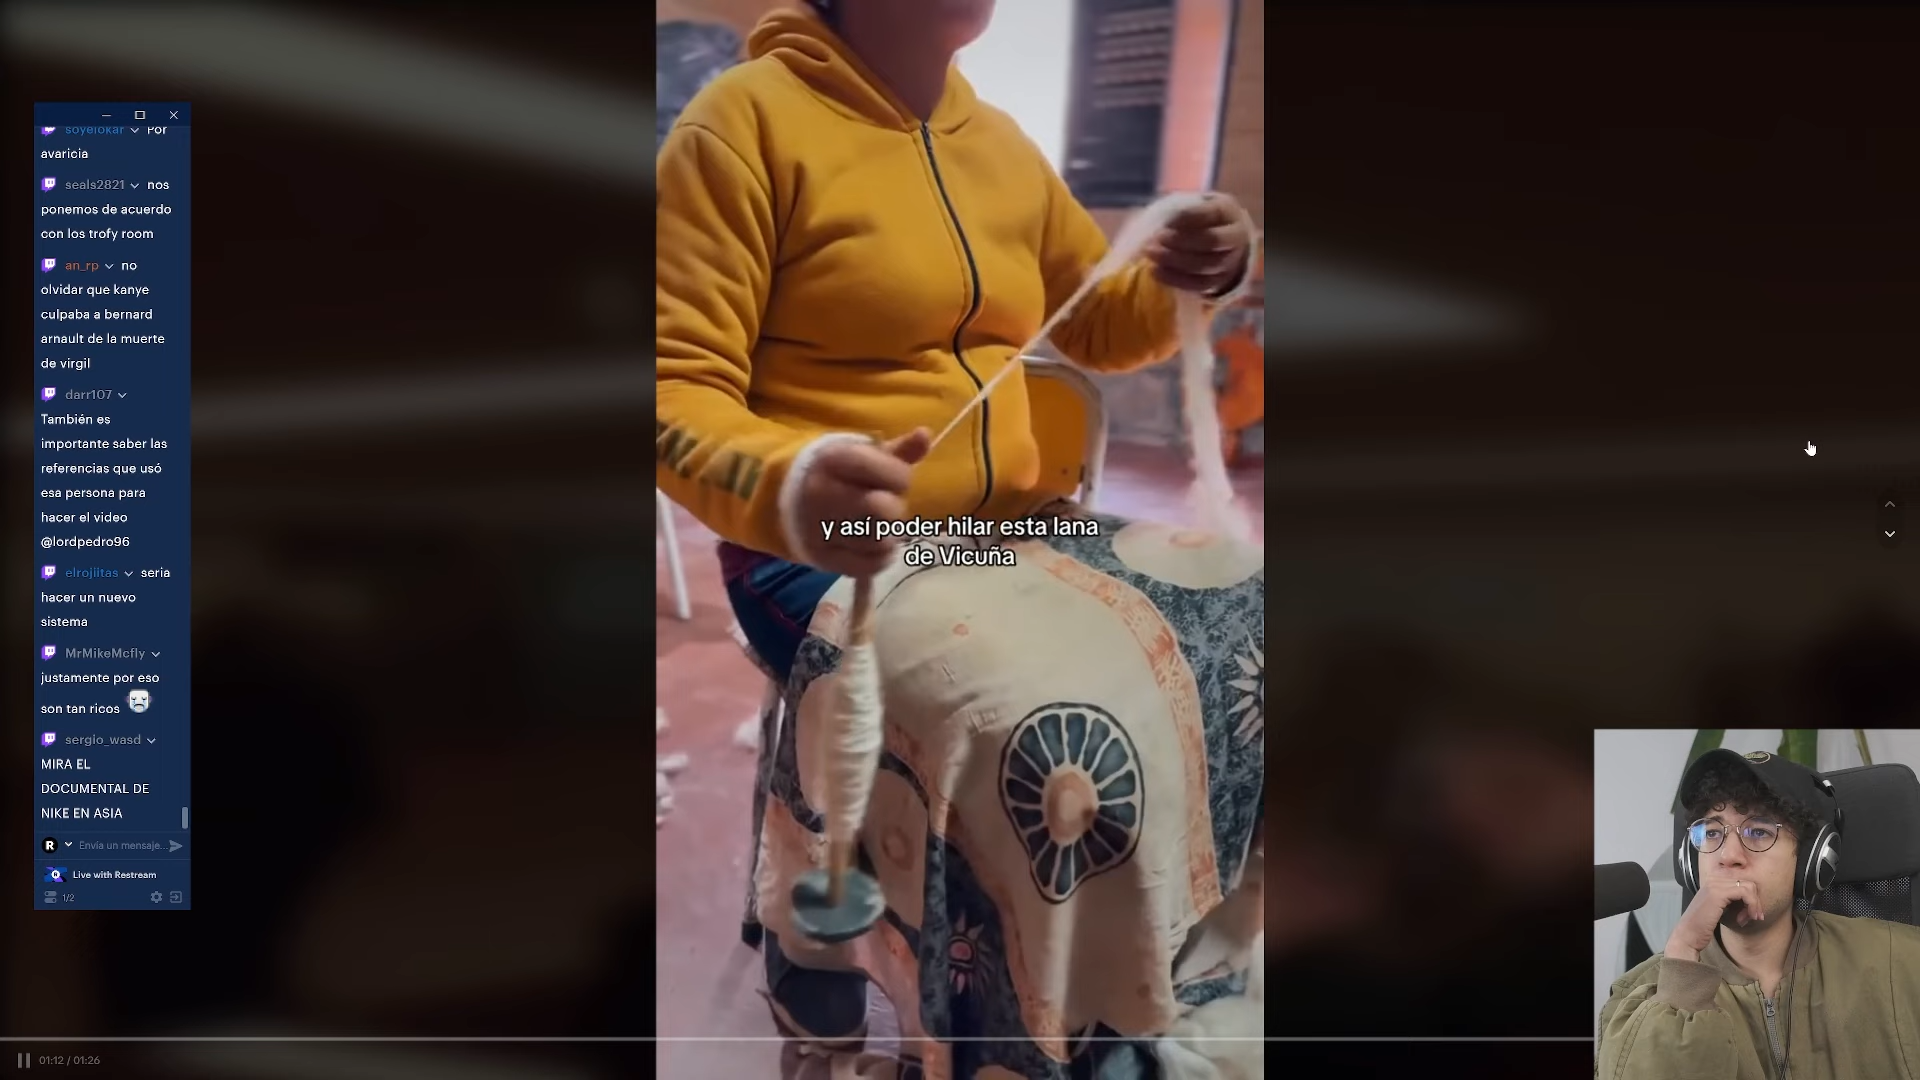 soyelokar Por
avaricia
seals2821 nos
ponemos de acuerdo
con los trofy room
an_rp no
olvidar que kanye
culpaba a bernard
arnault de la muerte
de virgil
darr107
También es
importante saber las
referencias que usó
esa persona para
hacer el video
@lordpedro96
elrojiitas seria
hacer un nuevo
sistema
MrMikeMcfly
justamente por eso
son tan ricos
sergio_wasd
MIRA EL
DOCUMENTAL DE
NIKE EN ASIA
R Envía un mensaje...
Live with Restream
1/2
y así poder hilar esta lana
de Vicuña
01:12 / 01:26